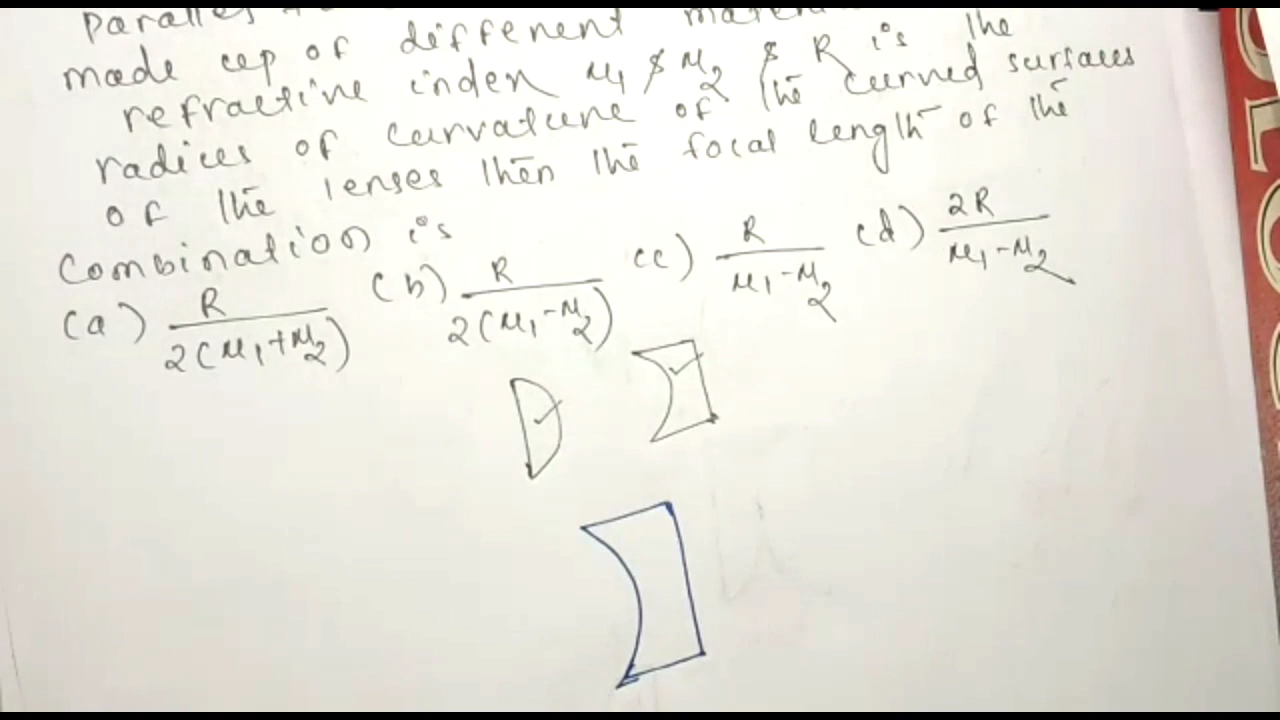 made cup of different
refractive index μ1 & μ2 & R is the
radius of curvature of the curved surfaces
of the lenses then the focal length of the
Combination is
(a) R/2(μ1+μ2) (b) R/2(μ1-μ2) (c) R/μ1-μ2 (d) 2R/μ1-μ2